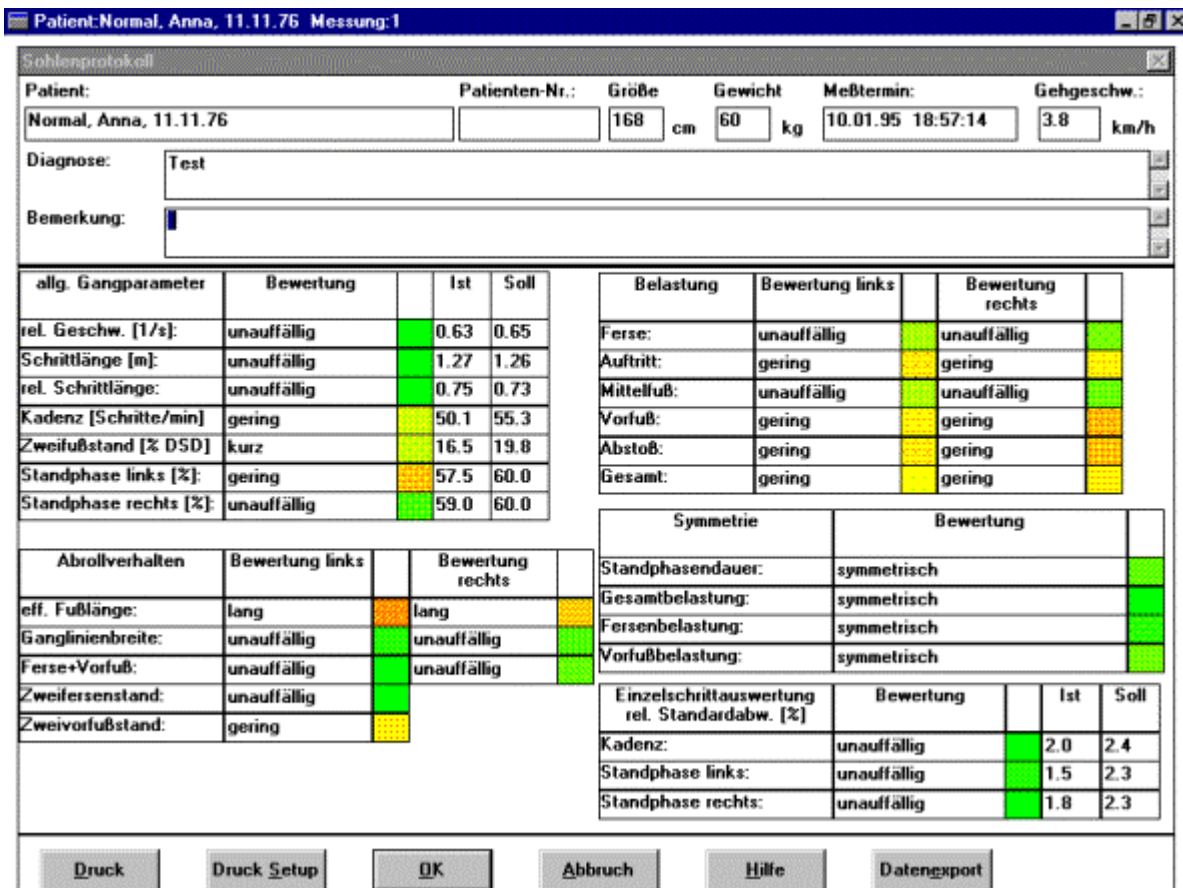 Patient:Normal, Anna, 11.11.76 Messung:1
Sohlenprotokoll
Patient: Patienten-Nr.: Größe Gewicht Meßtermin: Gehgeschw.:
Normal, Anna, 11.11.76 168 cm 60 kg 10.01.95 18:57:14 3.8 km/h
Diagnose: Test
Bemerkung:
allg. Gangparameter Bewertung Ist Soll
rel. Geschw. [1/s]: unauffällig 0.63 0.65
Schrittlänge [m]: unauffällig 1.27 1.26
rel. Schrittlänge: unauffällig 0.75 0.73
Kadenz [Schritte/min] gering 50.1 55.3
Zweifußstand [% DSD] kurz 16.5 19.8
Standphase links [%]: gering 57.5 60.0
Standphase rechts [%]: unauffällig 59.0 60.0
Belastung Bewertung links Bewertung
rechts
Ferse: unauffällig unauffällig
Auftritt: gering gering
Mittelfuß: unauffällig unauffällig
Vorfuß: gering gering
Abstoß: gering gering
Gesamt: gering gering
Abrollverhalten Bewertung links Bewertung
rechts
eff. Fußlänge: lang lang
Ganglinienbreite: unauffällig unauffällig
Ferse+Vorfuß: unauffällig unauffällig
Zweifersenstand: unauffällig
Zweivorfußstand: gering
Symmetrie Bewertung
Standphasendauer: symmetrisch
Gesamtbelastung: symmetrisch
Fersenbelastung: symmetrisch
Vorfußbelastung: symmetrisch
Einzelschrittauswertung Bewertung Ist Soll
rel. Standardabw. [%]
Kadenz: unauffällig 2.0 2.4
Standphase links: unauffällig 1.5 2.3
Standphase rechts: unauffällig 1.8 2.3
Druck Druck Setup OK Abbruch Hilfe Datenexport